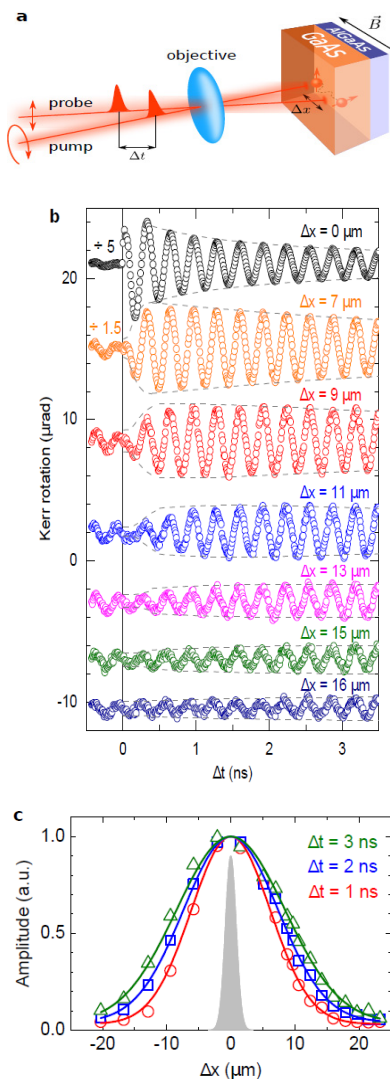 a
B
AlGaAs
GaAs
objective
probe
pump
Δt
Δx
b
÷ 5
Δx = 0 μm
÷ 1.5
Δx = 7 μm
Δx = 9 μm
Δx = 11 μm
Δx = 13 μm
Δx = 15 μm
Δx = 16 μm
20
10
0
-10
Kerr rotation (μrad)
0 1 2 3
Δt (ns)
c
1.0
0.5
0.0
Amplitude (a.u.)
Δt = 3 ns
Δt = 2 ns
Δt = 1 ns
-20 -10 0 10 20
Δx (μm)